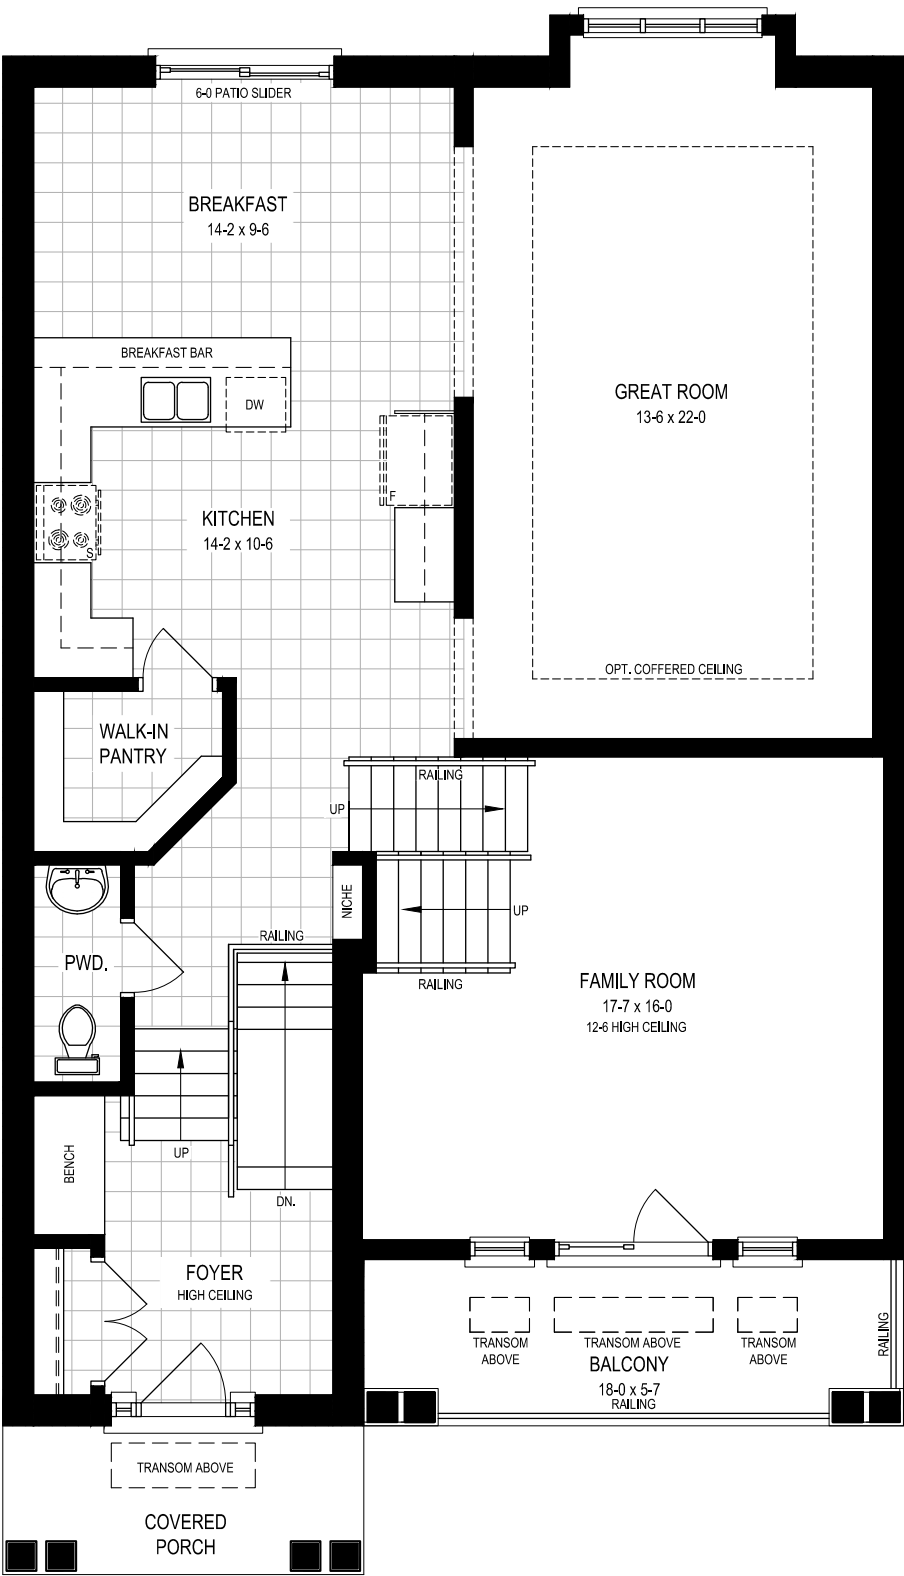 6-0 PATIO SLIDER
BREAKFAST
14-2 x 9-6
BREAKFAST BAR
DW
GREAT ROOM
13-6 x 22-0
F
KITCHEN
14-2 x 10-6
S
OPT. COFFERED CEILING
WALK-IN
PANTRY
RAILING
UP
NICHE
UP
RAILING
PWD.
RAILING
FAMILY ROOM
17-7 x 16-0
12-6 HIGH CEILING
BENCH
UP
DN.
FOYER
HIGH CEILING
TRANSOM
ABOVE
TRANSOM ABOVE
TRANSOM
ABOVE
RAILING
BALCONY
18-0 x 5-7
RAILING
TRANSOM ABOVE
COVERED
PORCH